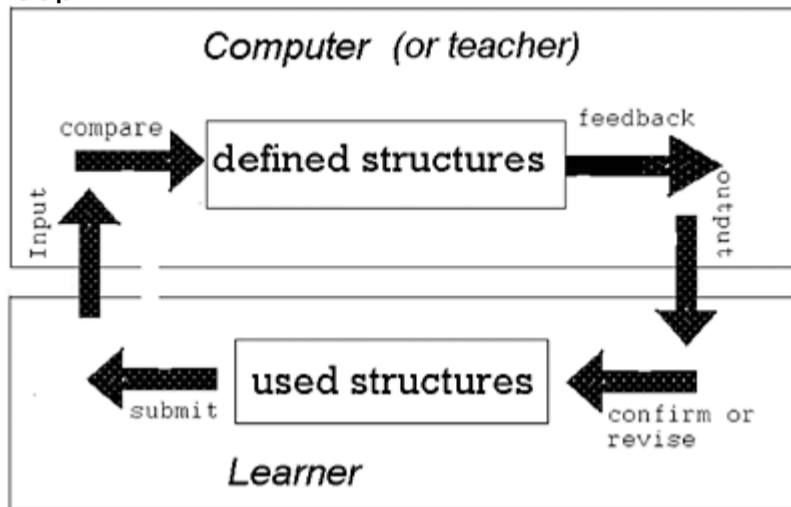 Computer (or teacher)
compare
feedback
defined structures
Input
output
used structures
submit
confirm or
revise
Learner